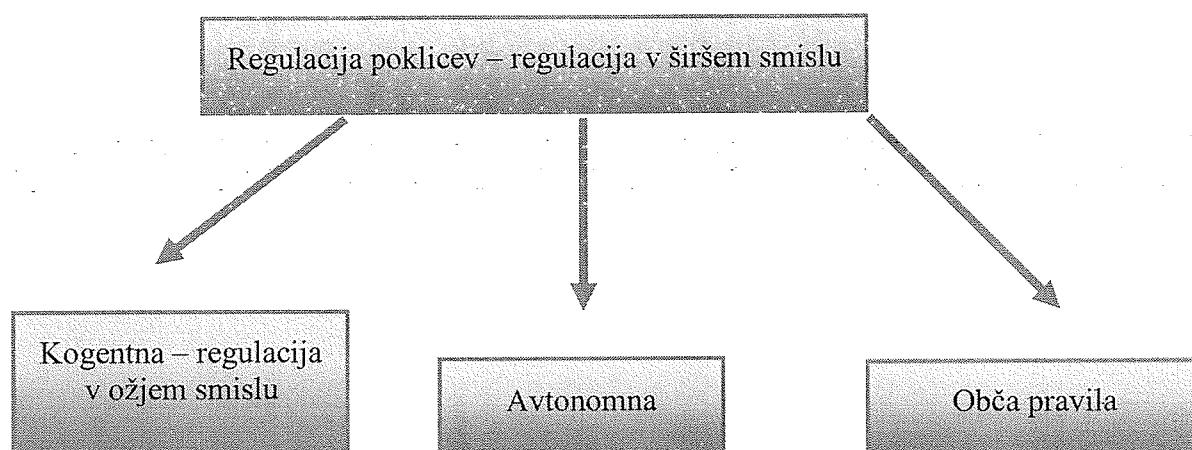 Regulacija poklicev – regulacija v širšem smislu
Kogentna – regulacija
v ožjem smislu
Avtonomna
Obča pravila